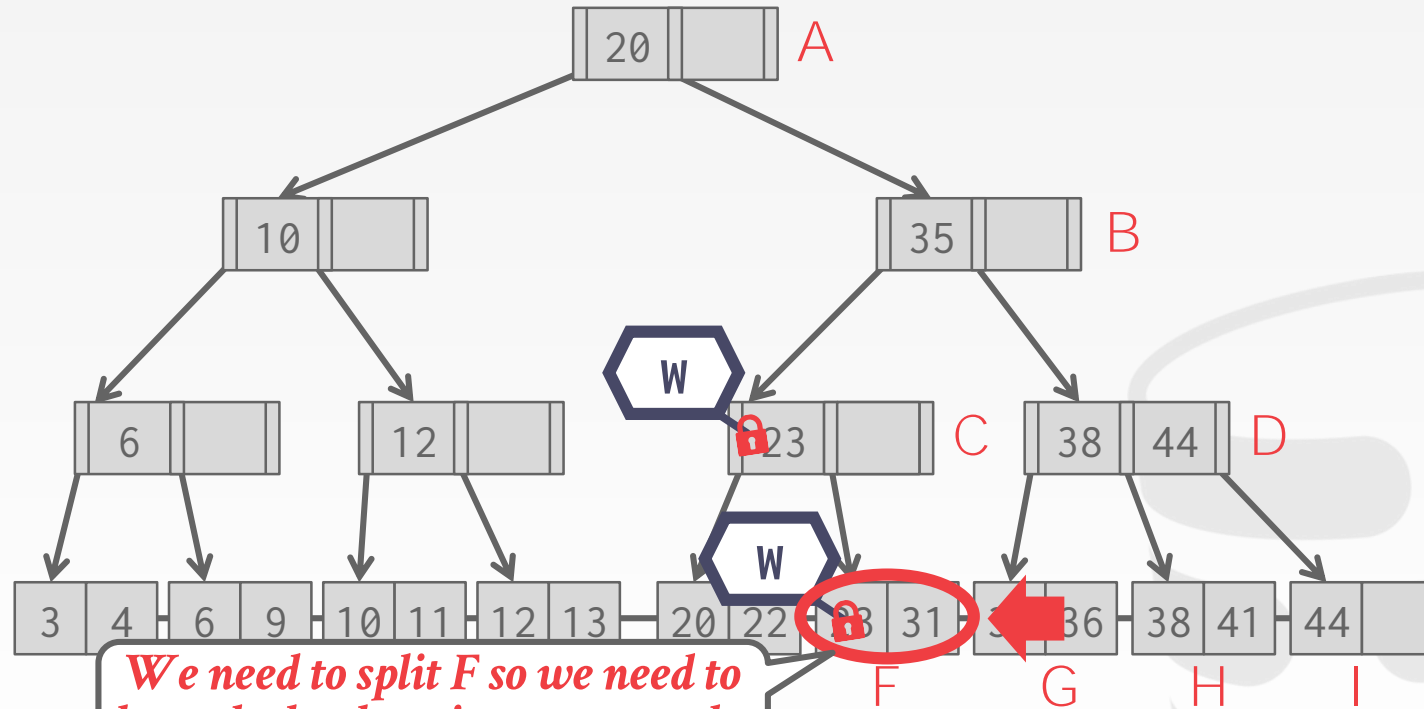 20 A
10 35 B
W
6 12 23 C 38 44 D
W
3 4 6 9 10 11 12 13 20 22 31 36 38 41 44
We need to split F so we need to F G H I